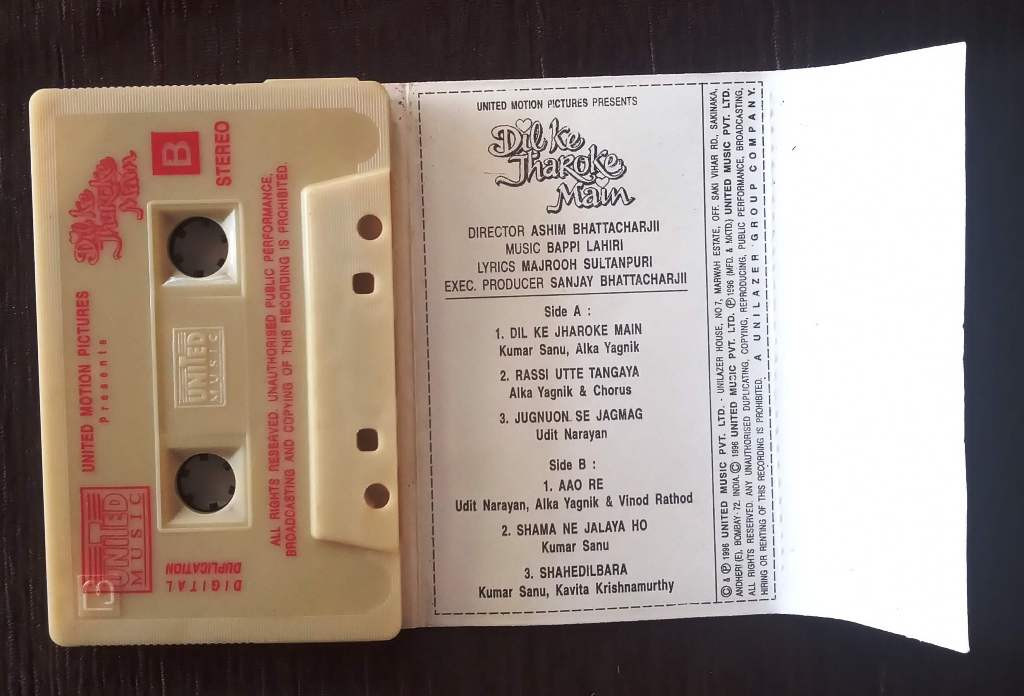 UNITED MOTION PICTURES
Presents
Dil Ke
Jharoke
Main
B
STEREO
UNITED
MUSIC
UNITED
MUSIC
DIGITAL
DUPLICATION
ALL RIGHTS RESERVED. UNAUTHORISED PUBLIC PERFORMANCE,
BROADCASTING AND COPYING OF THIS RECORDING IS PROHIBITED
UNITED MOTION PICTURES PRESENTS
Dil Ke
Jharoke
Main
DIRECTOR ASHIM BHATTACHARJII
MUSIC BAPPI LAHIRI
LYRICS MAJROOH SULTANPURI
EXEC. PRODUCER SANJAY BHATTACHARJII
Side A :
1. DIL KE JHAROKE MAIN
Kumar Sanu, Alka Yagnik
2. RASSI UTTE TANGAYA
Alka Yagnik & Chorus
3. JUGNUON SE JAGMAG
Udit Narayan
Side B :
1. AAO RE
Udit Narayan, Alka Yagnik & Vinod Rathod
2. SHAMA NE JALAYA HO
Kumar Sanu
3. SHAHEDILBARA
Kumar Sanu, Kavita Krishnamurthy
© & ℗ 1996 UNITED MUSIC PVT. LTD. · UNILAZER HOUSE, NO 7, MARWAH ESTATE, OFF. SAKI VIHAR RD., SAKINAKA,
ANDHERI (E), BOMBAY-72. INDIA. © 1996 UNITED MUSIC PVT. LTD. ℗ 1996 (MFD. & MKTD.) UNITED MUSIC PVT. LTD.
ALL RIGHTS RESERVED. ANY UNAUTHORISED DUPLICATING, COPYING, REPRODUCING, PUBLIC PERFORMANCE, BROADCASTING,
HIRING OR RENTING OF THIS RECORDING IS PROHIBITED. A UNILAZER GROUP COMPANY.